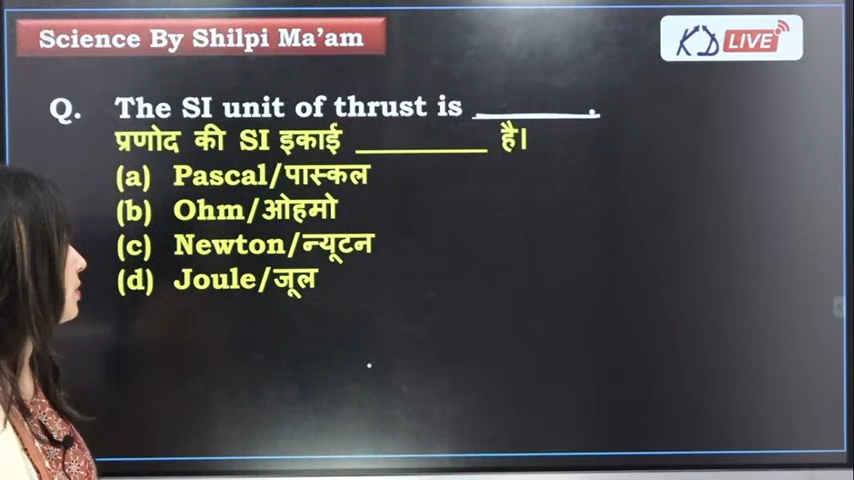 Science By Shilpi Ma'am
KD LIVE
Q. The SI unit of thrust is ________.
प्रणोद की SI इकाई ________ है।
(a) Pascal/पास्कल
(b) Ohm/ओहमो
(c) Newton/न्यूटन
(d) Joule/जूल